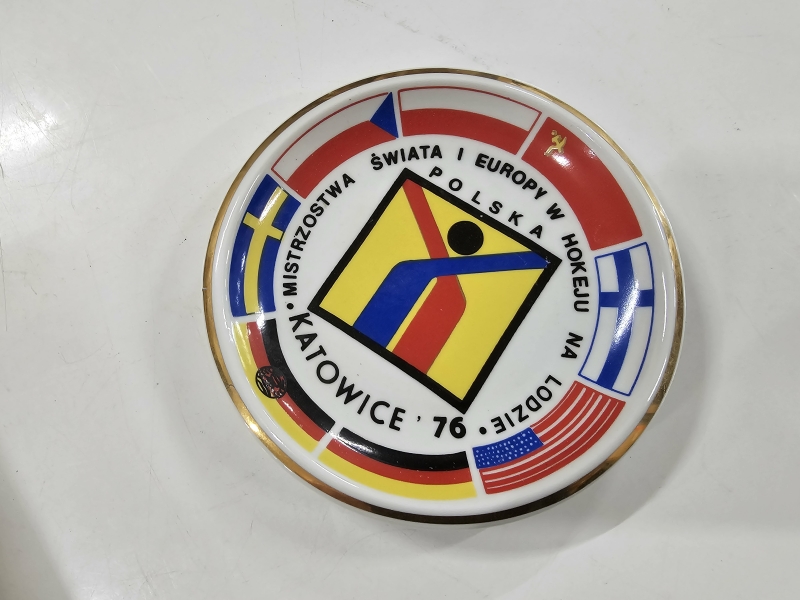 MISTRZOSTWA ŚWIATA I EUROPY W HOKEJU NA LODZIE
POLSKA
KATOWICE '76